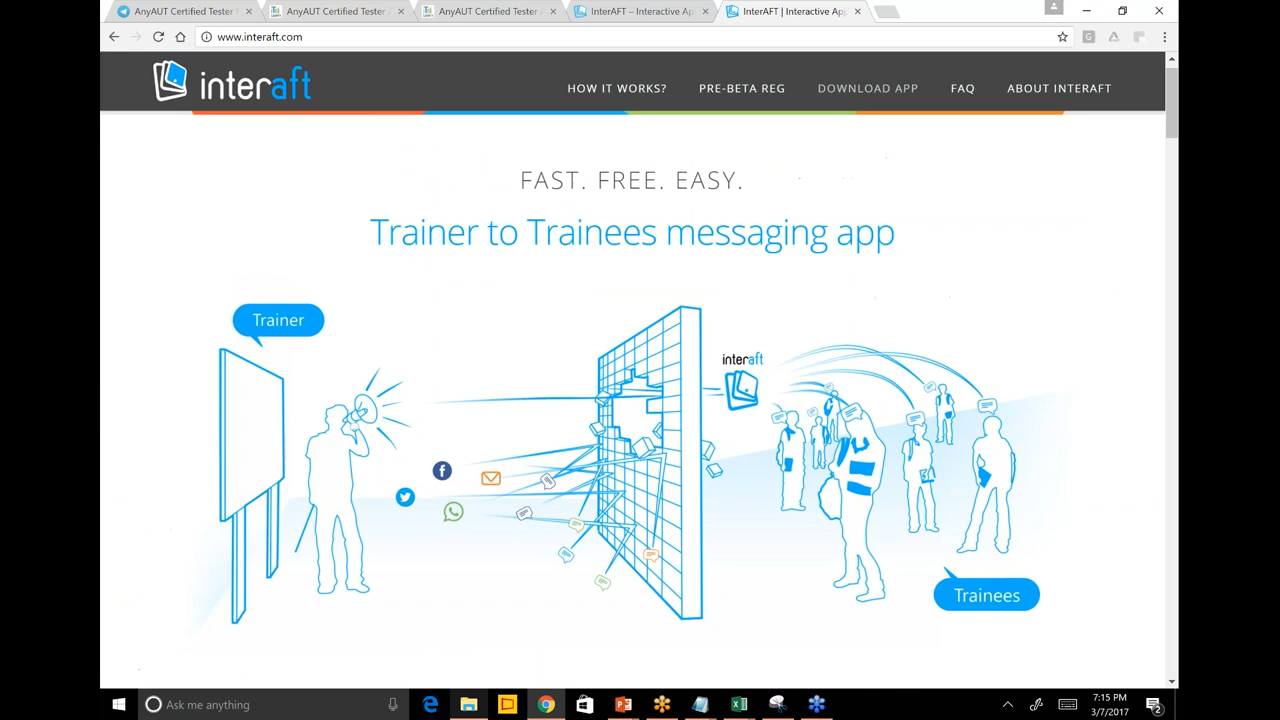 AnyAUT Certified Tester
AnyAUT Certified Tester
AnyAUT Certified Tester
InterAFT – Interactive Ap
InterAFT | Interactive App
www.interaft.com
interaft
HOW IT WORKS?
PRE-BETA REG
DOWNLOAD APP
FAQ
ABOUT INTERAFT
FAST. FREE. EASY.
Trainer to Trainees messaging app
Trainer
interaft
Trainees
Ask me anything
7:15 PM
3/7/2017
2